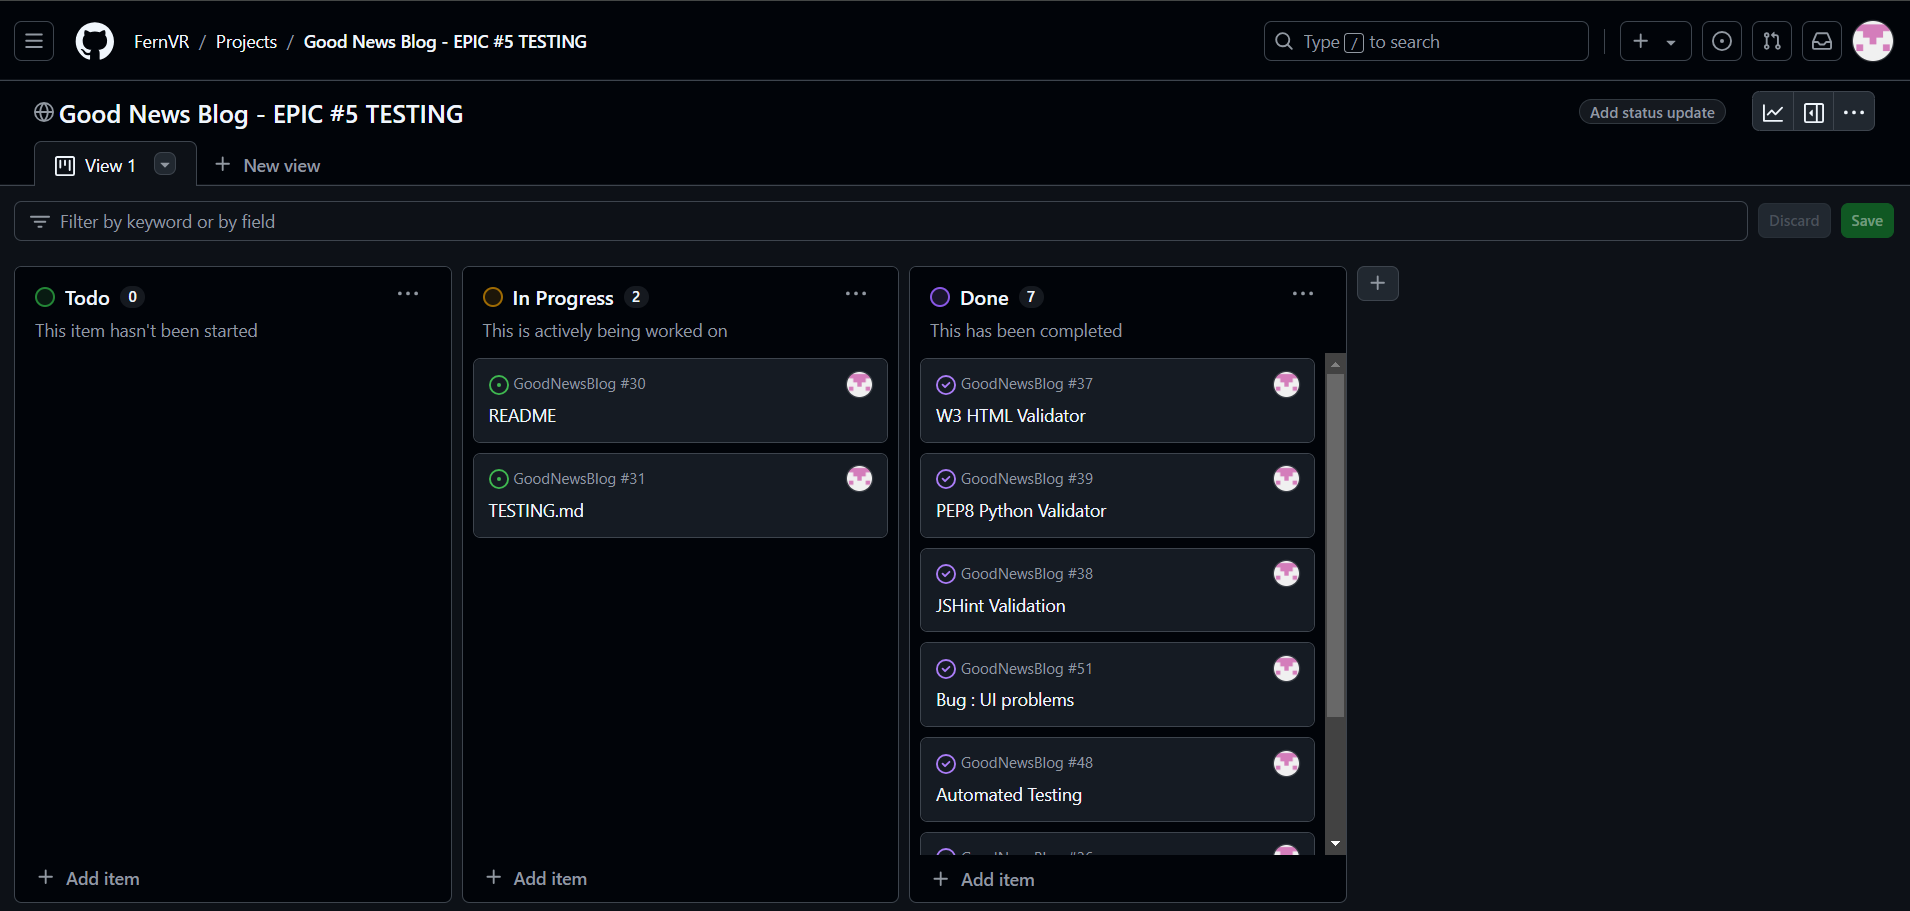 FernVR / Projects / Good News Blog - EPIC #5 TESTING
Type / to search
Good News Blog - EPIC #5 TESTING
Add status update
View 1
New view
Filter by keyword or by field
Discard
Save
Todo 0
This item hasn't been started
Add item
In Progress 2
This is actively being worked on
GoodNewsBlog #30
README
GoodNewsBlog #31
TESTING.md
Add item
Done 7
This has been completed
GoodNewsBlog #37
W3 HTML Validator
GoodNewsBlog #39
PEP8 Python Validator
GoodNewsBlog #38
JSHint Validation
GoodNewsBlog #51
Bug : UI problems
GoodNewsBlog #48
Automated Testing
GoodNewsBlog
Add item